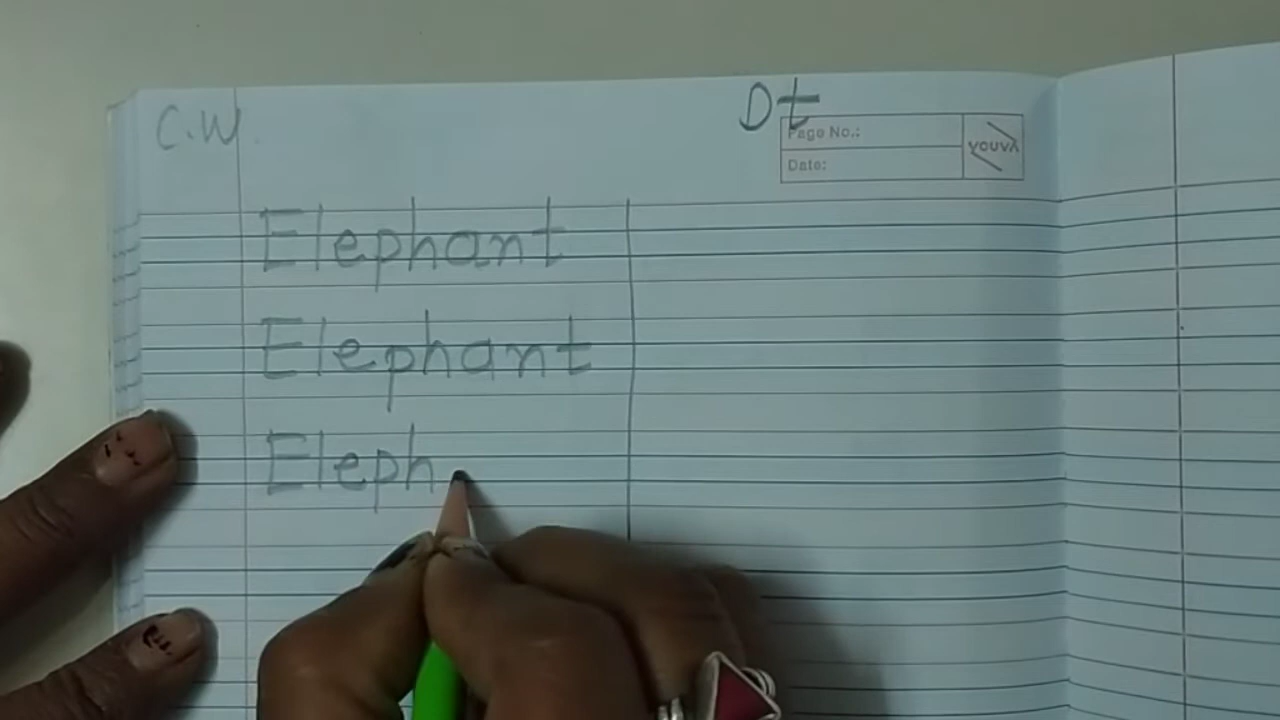 C.W. Dt
Page No.:
Date:
YOUVA
Elephant
Elephant
Eleph